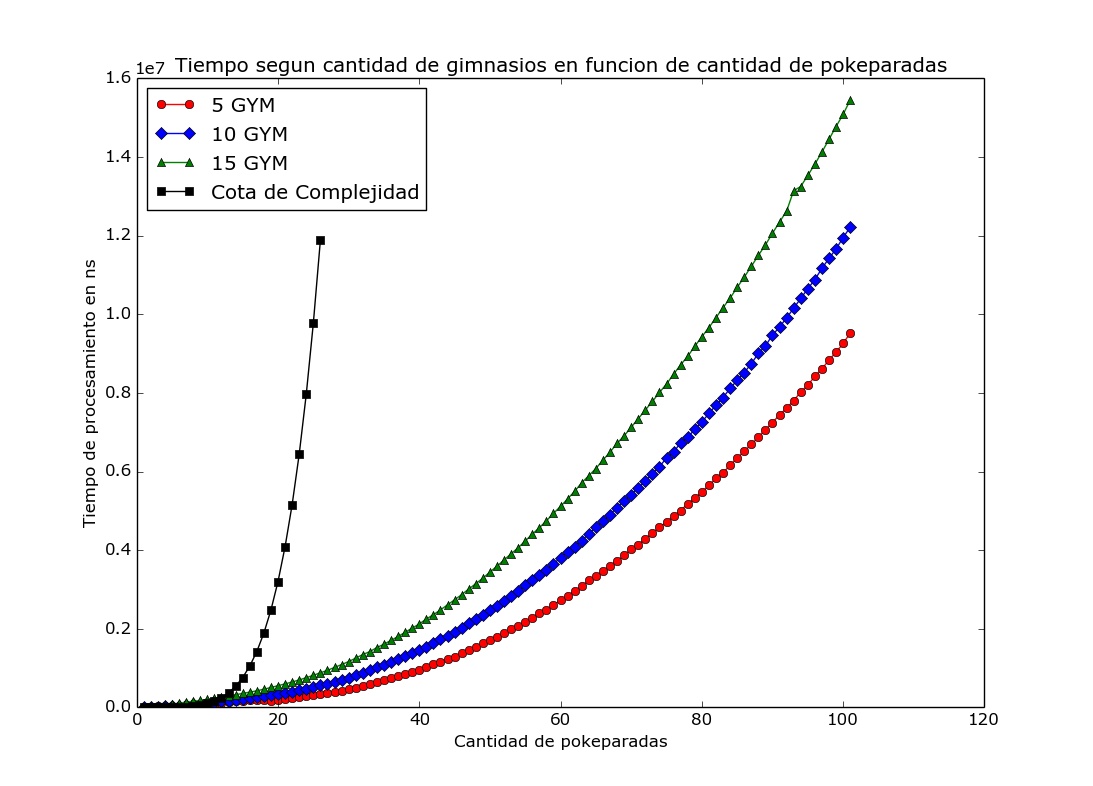 Tiempo segun cantidad de gimnasios en funcion de cantidad de pokeparadas
1e7
5 GYM
10 GYM
15 GYM
Cota de Complejidad
Tiempo de procesamiento en ns
1.6
1.4
1.2
1.0
0.8
0.6
0.4
0.2
0.0
0 20 40 60 80 100 120
Cantidad de pokeparadas